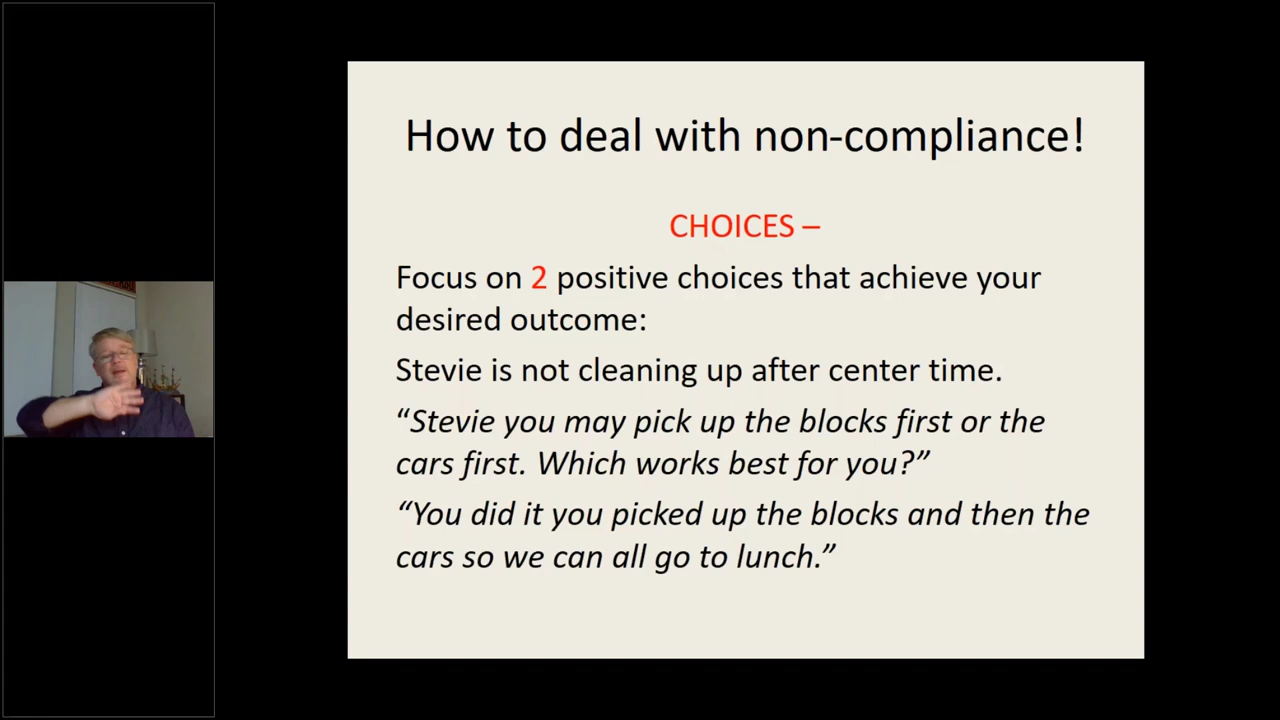 How to deal with non-compliance!
CHOICES –
Focus on 2 positive choices that achieve your
desired outcome:
Stevie is not cleaning up after center time.
“Stevie you may pick up the blocks first or the
cars first. Which works best for you?”
“You did it you picked up the blocks and then the
cars so we can all go to lunch.”